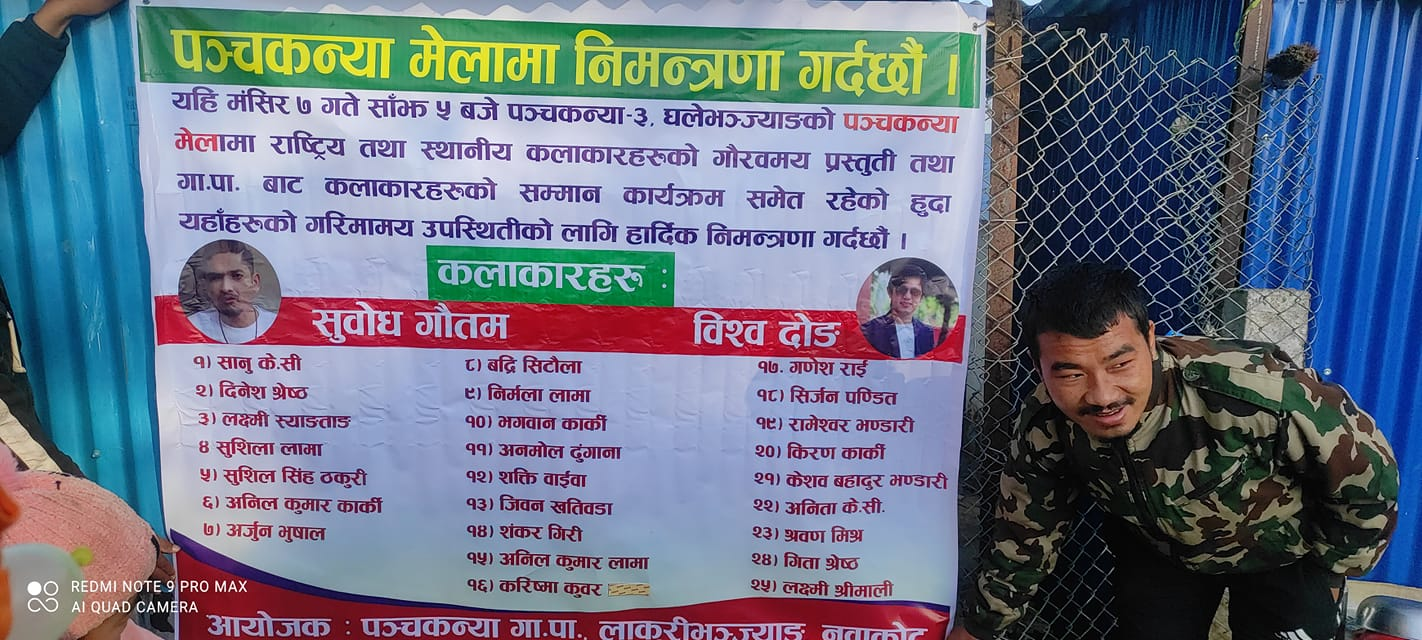 पञ्चकन्या मेलामा निमन्त्रणा गर्दछौं ।
यहि मंसिर ७ गते साँझ ५ बजे पञ्चकन्या-३, घलेभञ्ज्याङको पञ्चकन्या
मेलामा राष्ट्रिय तथा स्थानीय कलाकारहरुको गौरवमय प्रस्तुती तथा
गा.पा. बाट कलाकारहरुको सम्मान कार्यक्रम समेत रहेको हुदा
यहाँहरुको गरिमामय उपस्थितीको लागि हार्दिक निमन्त्रणा गर्दछौं ।
कलाकारहरु :
सुवोध गौतम
विश्व दोङ
१) सानु के.सी
२) दिनेश श्रेष्ठ
३) लक्ष्मी स्याङताङ
४ सुशिला लामा
५) सुशिल सिंह ठकुरी
६) अनिल कुमार कार्की
७) अर्जुन भुषाल
८) बद्रि सिटौला
९) निर्मला लामा
१०) भगवान कार्की
११) अनमोल ढुंगाना
१२) शक्ति वाईवा
१३) जिवन खतिवडा
१४) शंकर गिरी
१५) अनिल कुमार लामा
१६) करिष्मा कुवर
१७. गणेश राई
१८) सिर्जन पण्डित
१९) रामेश्वर भण्डारी
२०) किरण कार्की
२१) केशव बहादुर भण्डारी
२२) अनिता के.सी.
२३) श्रवण मिश्र
२४) गिता श्रेष्ठ
२५) लक्ष्मी श्रीमाली
आयोजक : पञ्चकन्या गा.पा., लाकुरीभञ्ज्याङ नुवाकोट
REDMI NOTE 9 PRO MAX
AI QUAD CAMERA